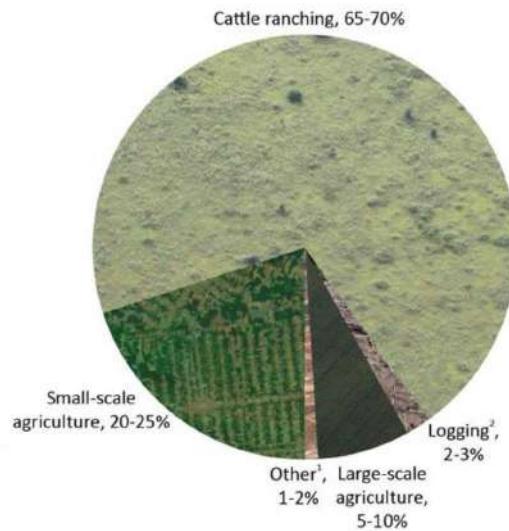 Cattle ranching, 65-70%
Small-scale
agriculture, 20-25%
Other¹,
1-2%
Large-scale
agriculture,
5-10%
Logging²,
2-3%